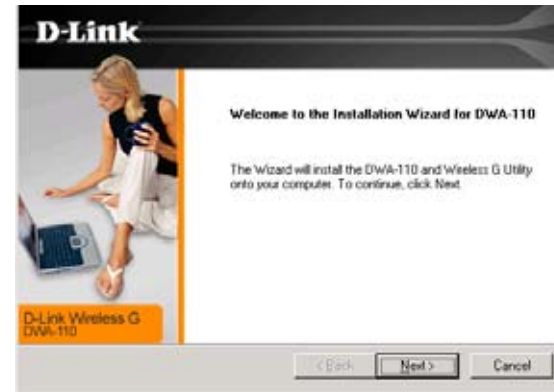 D-Link
Welcome to the Installation Wizard for DWA-110
The Wizard will install the DWA-110 and Wireless G Utility
onto your computer. To continue, click Next.
D-Link Wireless G
DWA-110
< Back
Next >
Cancel